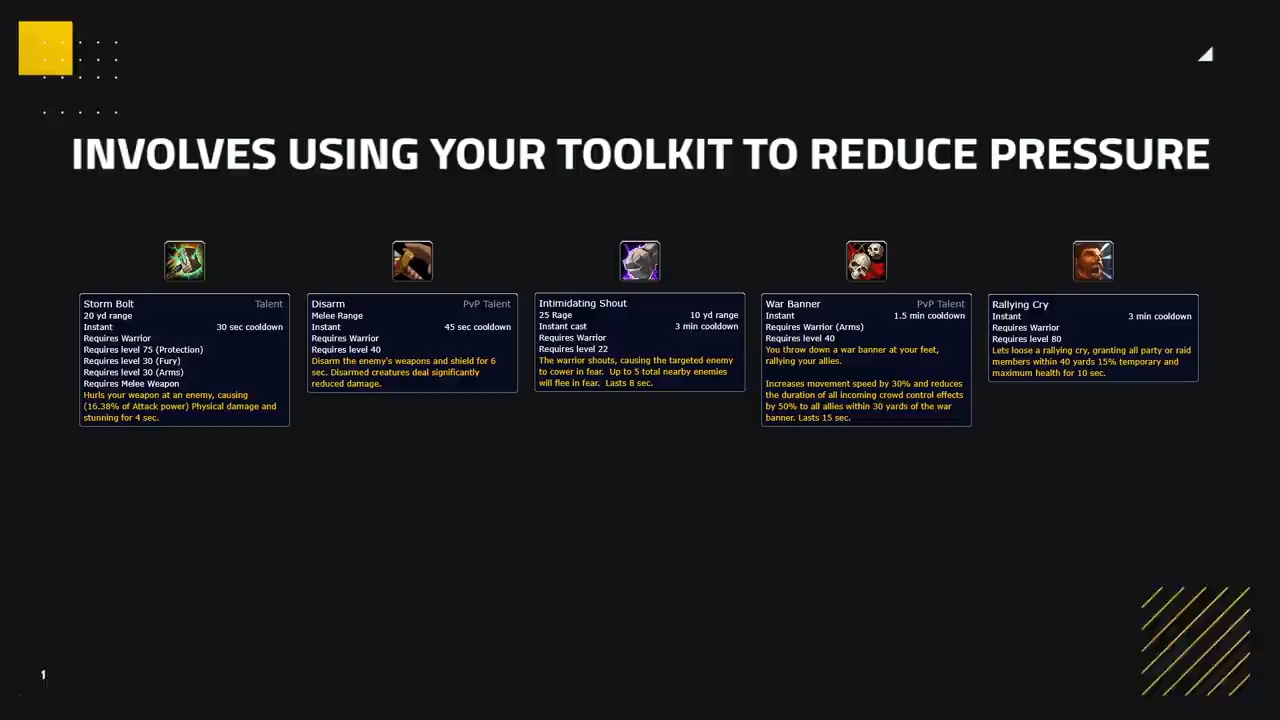 INVOLVES USING YOUR TOOLKIT TO REDUCE PRESSURE
Storm Bolt Talent
20 yd range
Instant 30 sec cooldown
Requires Warrior
Requires level 75 (Protection)
Requires level 30 (Fury)
Requires level 30 (Arms)
Requires Melee Weapon
Hurls your weapon at an enemy, causing
(16.38% of Attack power) Physical damage and
stunning for 4 sec.
Disarm PvP Talent
Melee Range
Instant 45 sec cooldown
Requires Warrior
Requires level 40
Disarm the enemy's weapons and shield for 6
sec. Disarmed creatures deal significantly
reduced damage.
Intimidating Shout
25 Rage 10 yd range
Instant cast 3 min cooldown
Requires Warrior
Requires level 22
The warrior shouts, causing the targeted enemy
to cower in fear. Up to 5 total nearby enemies
will flee in fear. Lasts 8 sec.
War Banner PvP Talent
Instant 1.5 min cooldown
Requires Warrior (Arms)
Requires level 40
You throw down a war banner at your feet,
rallying your allies.
Increases movement speed by 30% and reduces
the duration of all incoming crowd control effects
by 50% to all allies within 30 yards of the war
banner. Lasts 15 sec.
Rallying Cry
Instant 3 min cooldown
Requires Warrior
Requires level 80
Lets loose a rallying cry, granting all party or raid
members within 40 yards 15% temporary and
maximum health for 10 sec.
1